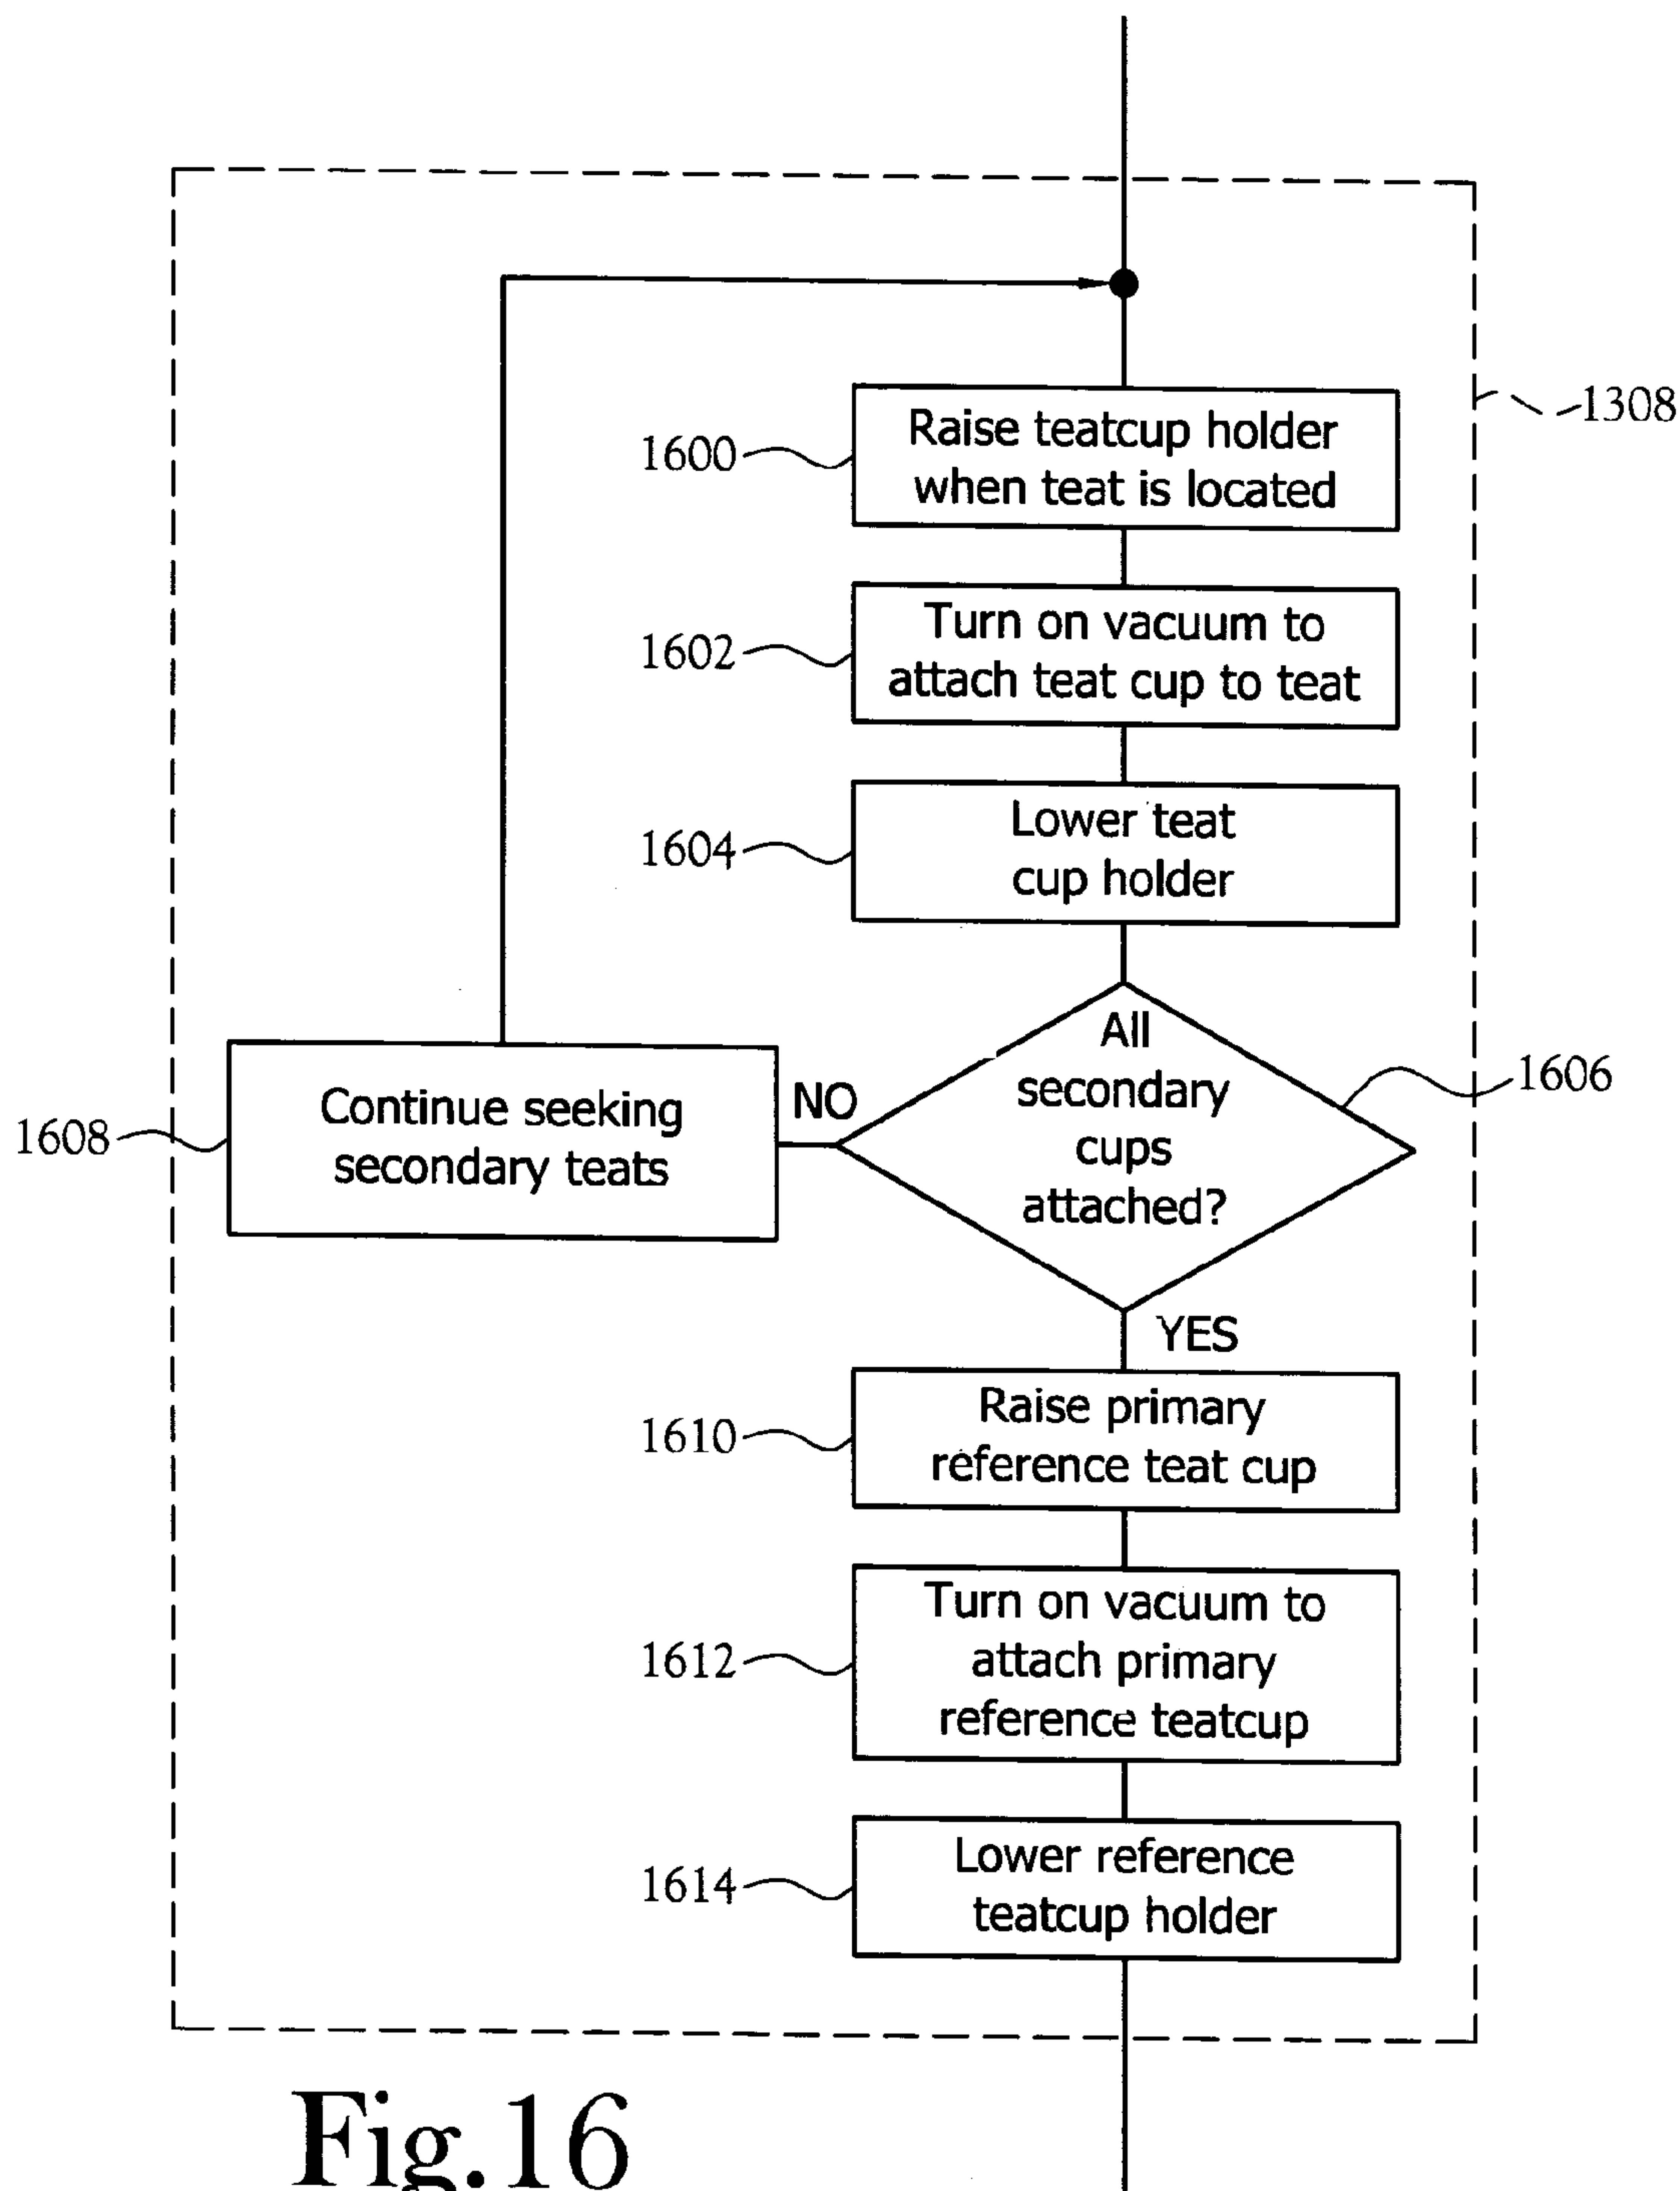 1308
1600
Raise teatcup holder
when teat is located
1602
Turn on vacuum to
attach teat cup to teat
1604
Lower teat
cup holder
1606
All
secondary
cups
attached?
NO
1608
Continue seeking
secondary teats
YES
1610
Raise primary
reference teat cup
1612
Turn on vacuum to
attach primary
reference teatcup
1614
Lower reference
teatcup holder
Fig.16